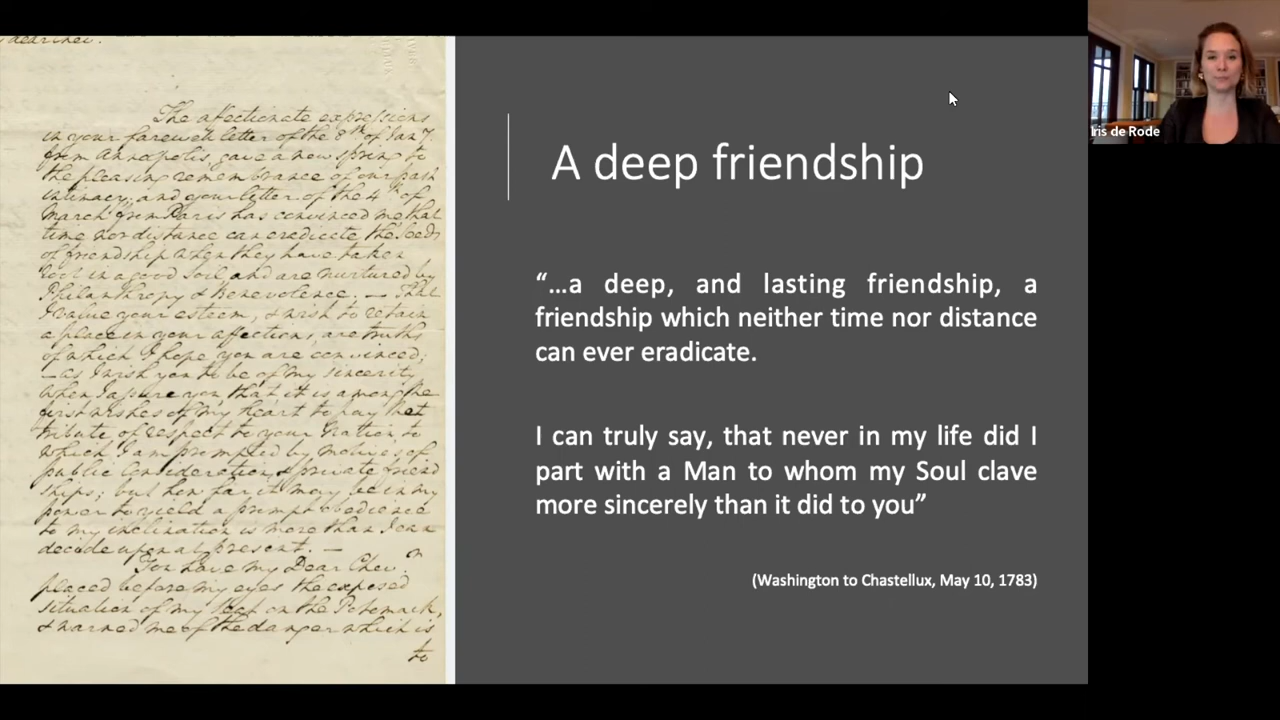 The affectionate expressions
in your farewell letter of the 8th of Jany
from Annapolis, gave a new spring to
the pleasing remembrance of our past
intimacy, and your letter of the 4th of
March from Paris has convinced me that
time nor distance can eradicate the Seeds
of friendship when they have taken
root in a good Soil and are nurtured by
Philanthropy & Benevolence. — That
I value your esteem, & wish to retain
a place in your affection, are truths
of which I hope you are convinced;
— as I wish you to be of my sincerity
when I assure you, that it is among the
first wishes of my heart to pay that
tribute of respect to your Nation, to
which I am prompted by motives of
public Consideration & private friend
ships; but how far it may be in my
power to yield a prompt obedience
to my inclination is more than I can
decide upon at present. —
You have my Dear Chevr
placed before my eyes the exposed
situation of my Seat on the Potomack,
& warned me of the danger which is
to
A deep friendship
“…a deep, and lasting friendship, a
friendship which neither time nor distance
can ever eradicate.
I can truly say, that never in my life did I
part with a Man to whom my Soul clave
more sincerely than it did to you”
(Washington to Chastellux, May 10, 1783)
Iris de Rode